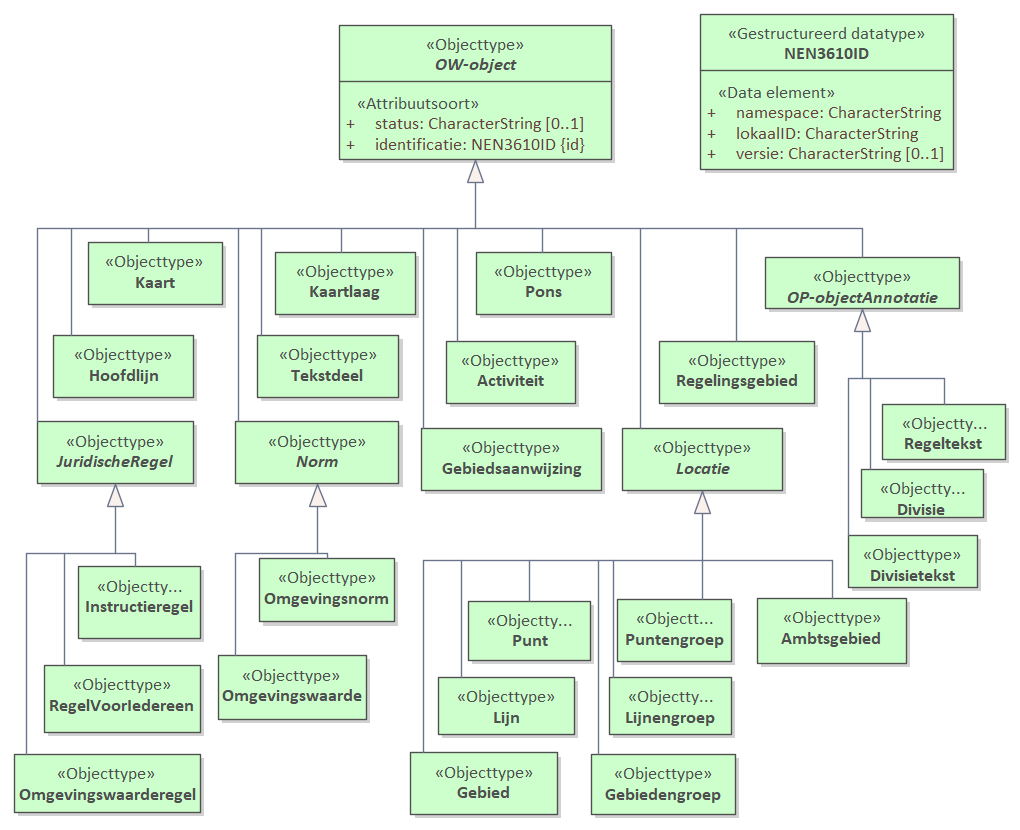 «Objecttype»
OW-object
«Attribuutsoort»
+ status: CharacterString [0..1]
+ identificatie: NEN3610ID {id}
«Gestructureerd datatype»
NEN3610ID
«Data element»
+ namespace: CharacterString
+ lokaalID: CharacterString
+ versie: CharacterString [0..1]
«Objecttype»
Kaart
«Objecttype»
Kaartlaag
«Objecttype»
Pons
«Objecttype»
OP-objectAnnotatie
«Objecttype»
Hoofdlijn
«Objecttype»
Tekstdeel
«Objecttype»
Activiteit
«Objecttype»
Regelingsgebied
«Objectty...
Regeltekst
«Objecttype»
JuridischeRegel
«Objecttype»
Norm
«Objecttype»
Gebiedsaanwijzing
«Objecttype»
Locatie
«Objectty...
Divisie
«Objecttype»
Divisietekst
«Objectty...
Instructieregel
«Objecttype»
Omgevingsnorm
«Objectty...
Punt
«Objectt...
Puntengroep
«Objecttype»
Ambtsgebied
«Objecttype»
RegelVoorIedereen
«Objecttype»
Omgevingswaarde
«Objecttype»
Lijn
«Objectty...
Lijnengroep
«Objecttype»
Omgevingswaarderegel
«Objecttype»
Gebied
«Objecttype»
Gebiedengroep